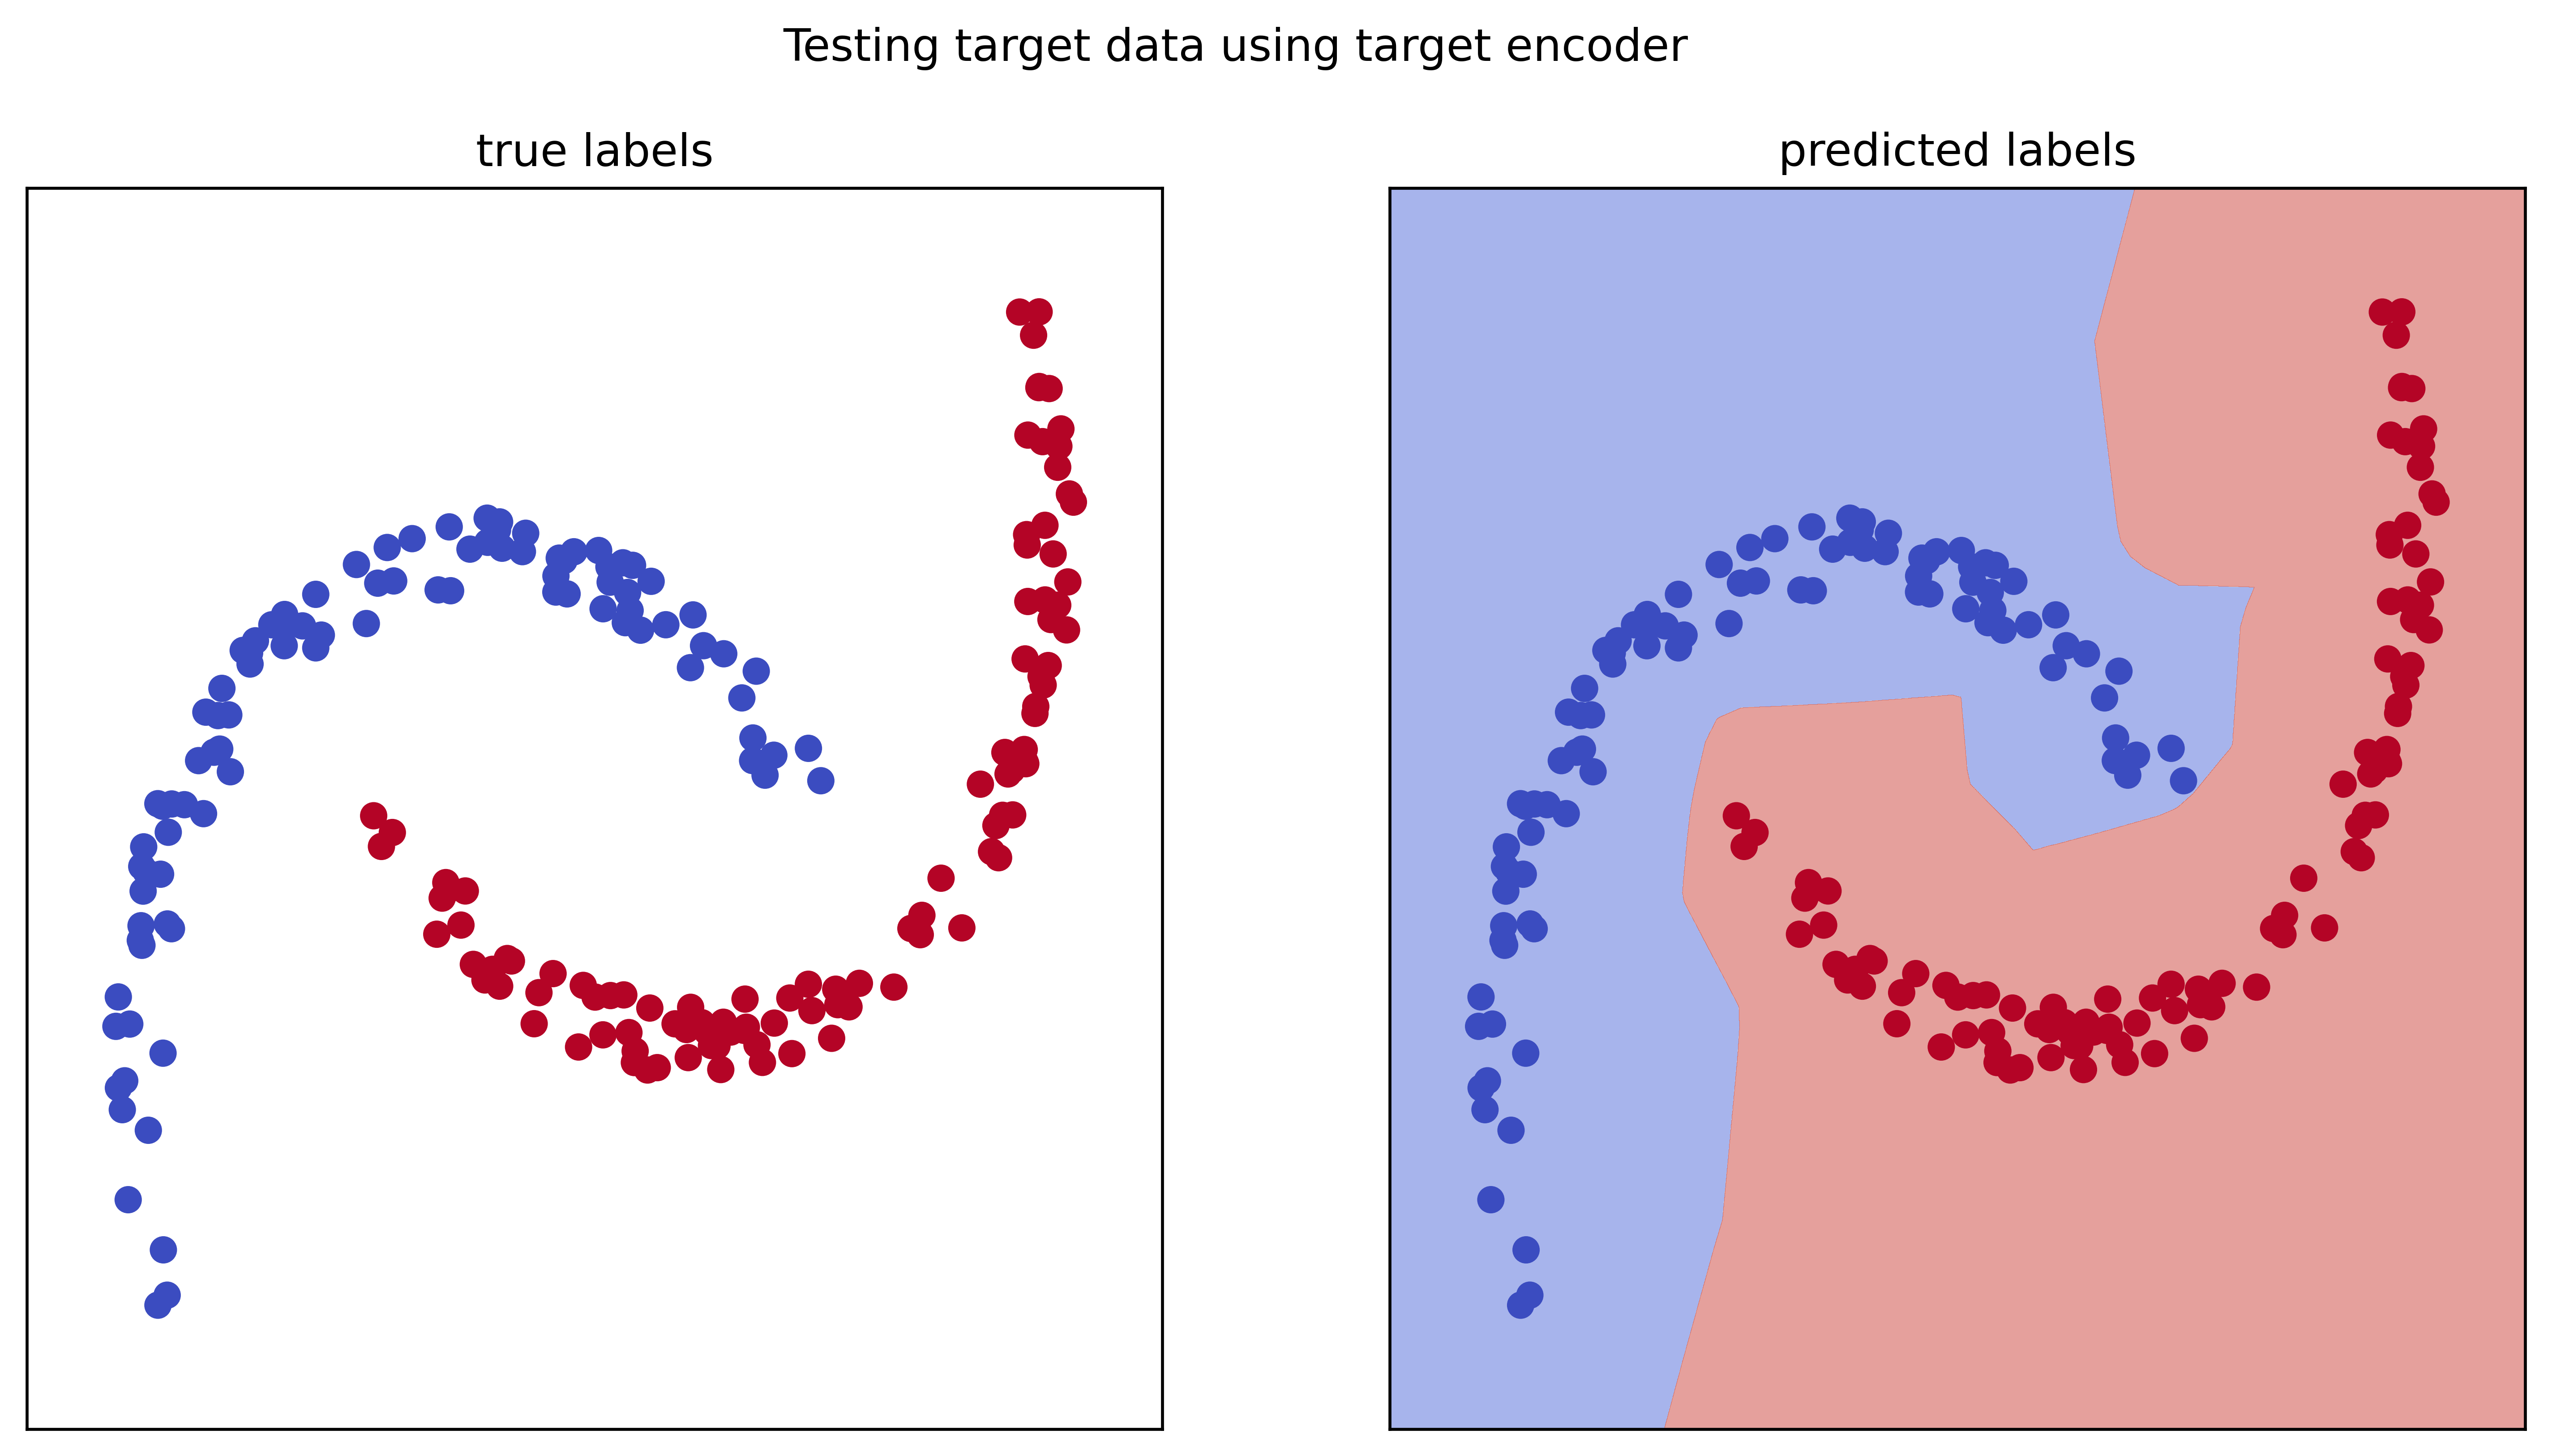 Testing target data using target encoder
true labels
predicted labels